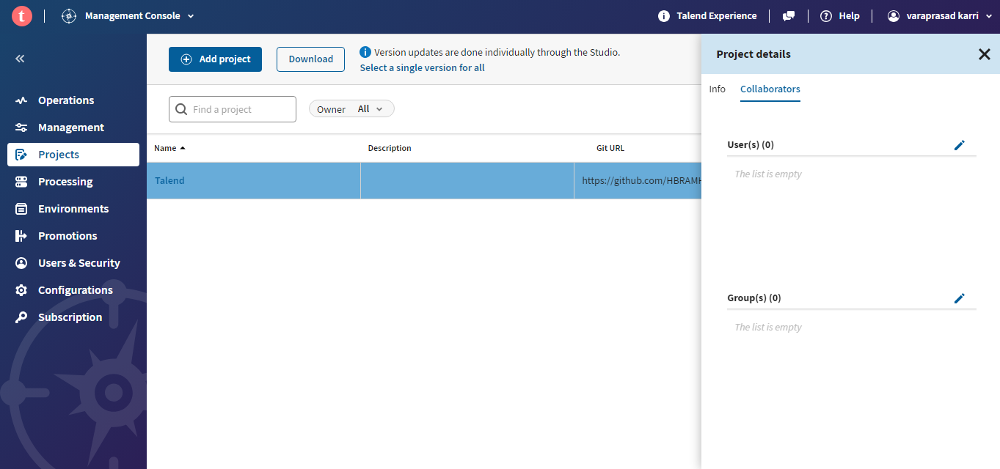 t
Management Console
Talend Experience
Help
varaprasad karri
Operations
Management
Projects
Processing
Environments
Promotions
Users & Security
Configurations
Subscription
Add project
Download
Version updates are done individually through the Studio.
Select a single version for all
Find a project
Owner All
Name
Description
Git URL
Talend
https://github.com/HBRAMH
Project details
Info
Collaborators
User(s) (0)
The list is empty
Group(s) (0)
The list is empty